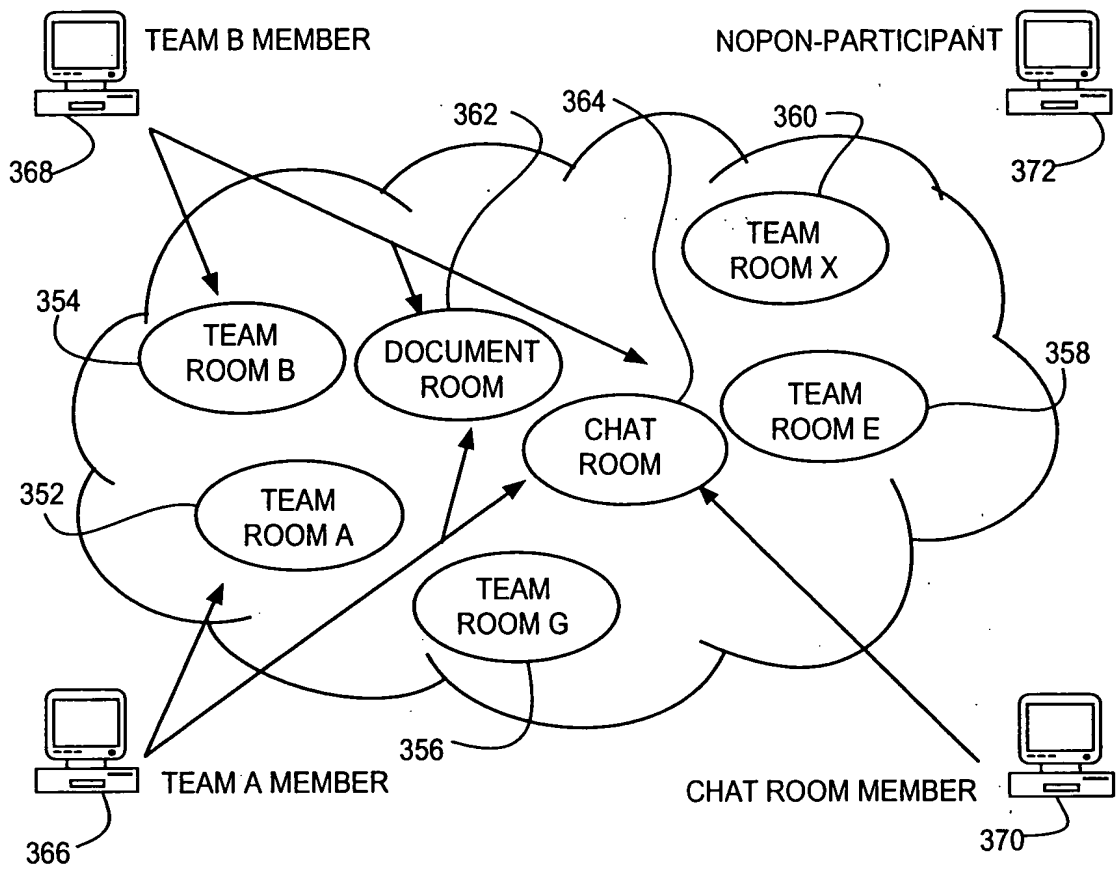 TEAM B MEMBER
NOPON-PARTICIPANT
368
362
364
360
372
TEAM
ROOM X
354
TEAM
ROOM B
DOCUMENT
ROOM
358
TEAM
ROOM E
CHAT
ROOM
352
TEAM
ROOM A
TEAM
ROOM G
356
TEAM A MEMBER
CHAT ROOM MEMBER
366
370